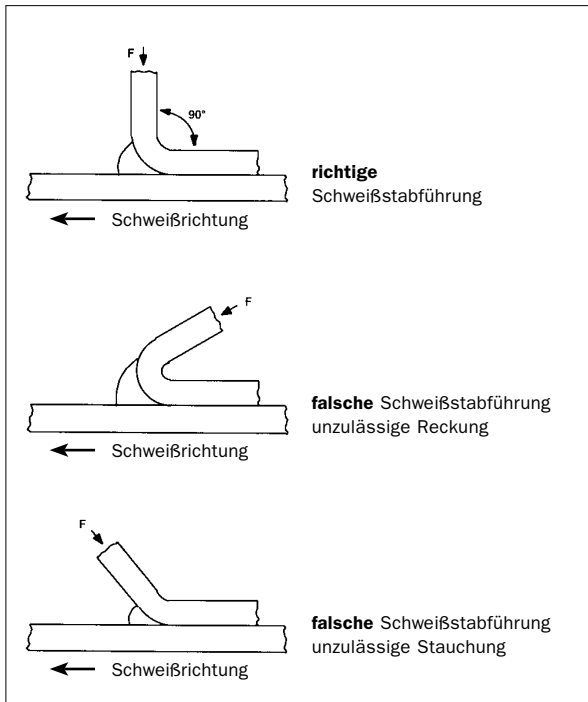 F
90°
richtige
Schweißstabführung
Schweißrichtung
F
falsche Schweißstabführung
unzulässige Reckung
Schweißrichtung
F
falsche Schweißstabführung
unzulässige Stauchung
Schweißrichtung